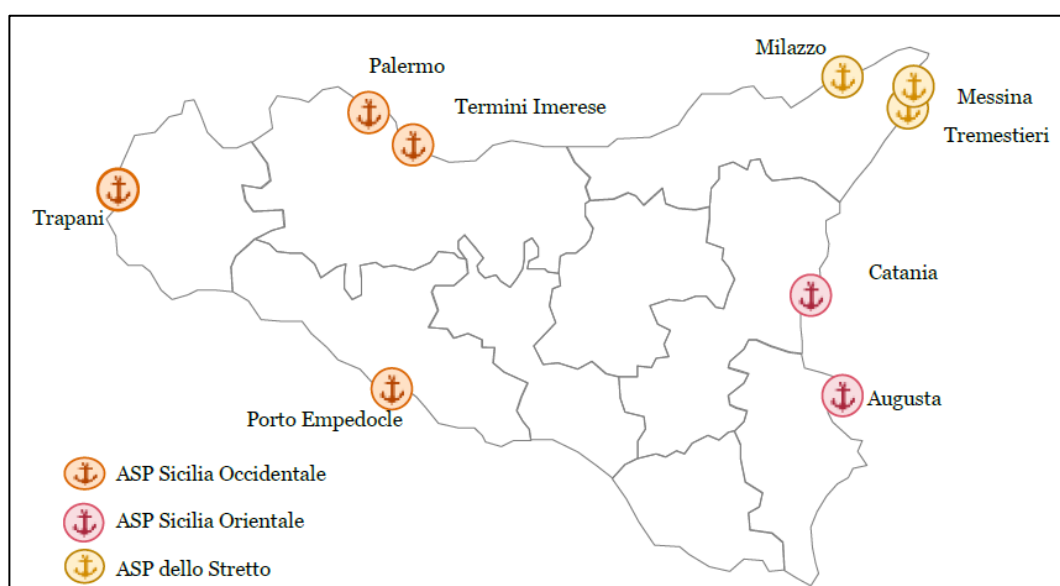 Milazzo
Palermo
Messina
Termini Imerese
Tremestieri
Trapani
Catania
Augusta
Porto Empedocle
ASP Sicilia Occidentale
ASP Sicilia Orientale
ASP dello Stretto